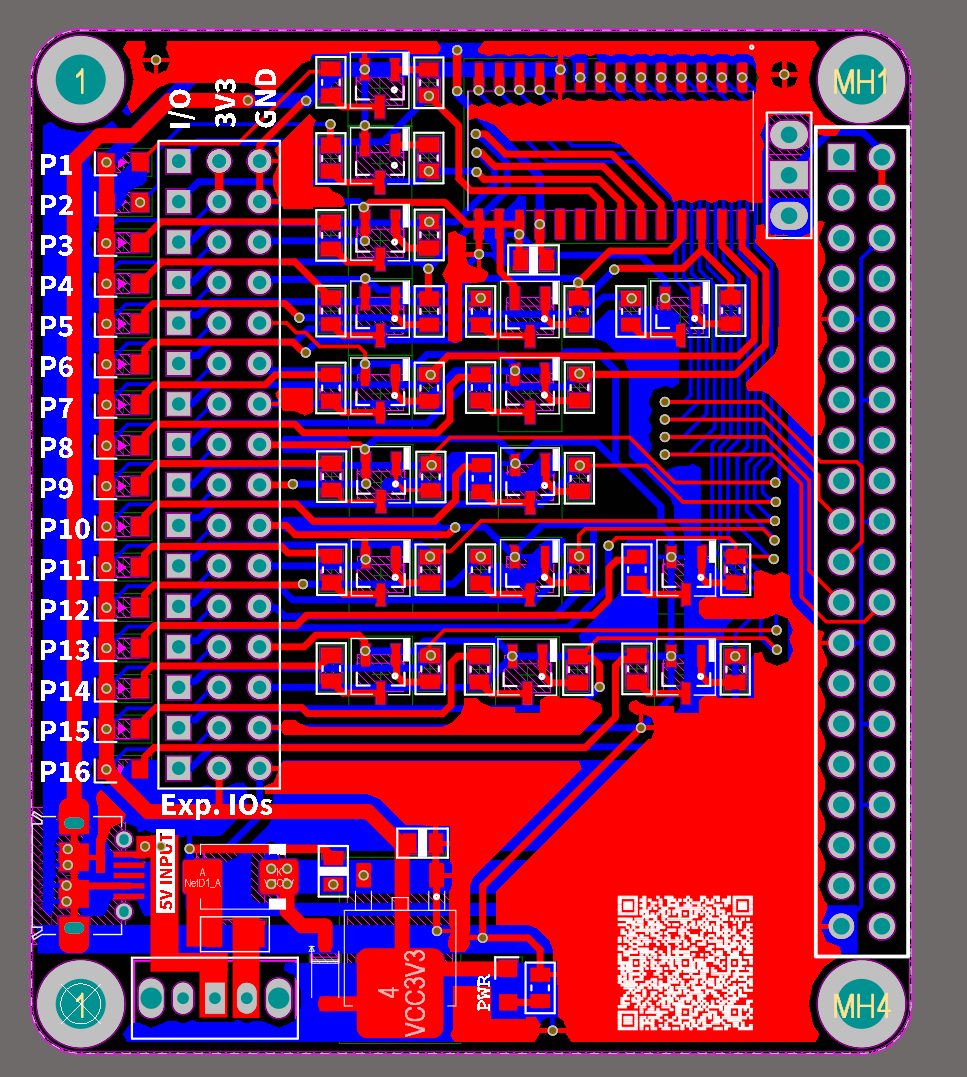 1
MH1
I/O 3V3 GND
P1
P2
P3
P4
P5
P6
P7
P8
P9
P10
P11
P12
P13
P14
P15
P16
Exp. IOs
5V INPUT
A
NetD1_A
K
4
VCC3V3
PWR
1
MH4